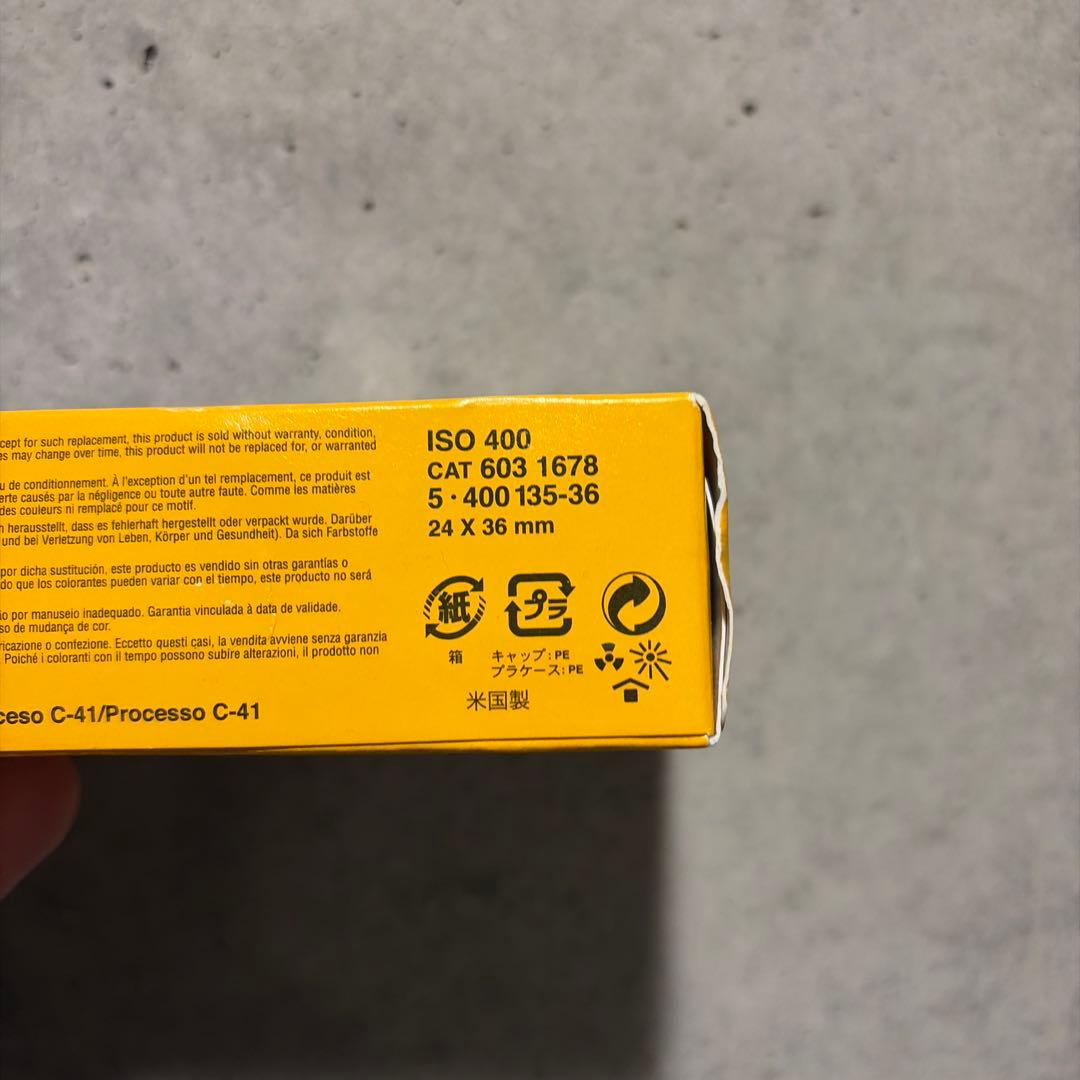 cept for such replacement, this product is sold without warranty, condition,
es may change over time, this product will not be replaced for, or warranted
u de conditionnement. À l'exception d'un tel remplacement, ce produit est
erte causés par la négligence ou toute autre faute. Comme les matières
des couleurs ni remplacé pour ce motif.
h herausstellt, dass es fehlerhaft hergestellt oder verpackt wurde. Darüber
und bei Verletzung von Leben, Körper und Gesundheit). Da sich Farbstoffe
por dicha sustitución, este producto es vendido sin otras garantías o
do que los colorantes pueden variar con el tiempo, este producto no será
ão por manuseio inadequado. Garantia vinculada à data de validade.
so de mudança de cor.
ricazione o confezione. Eccetto questi casi, la vendita avviene senza garanzia
Poiché i coloranti con il tempo possono subire alterazioni, il prodotto non
ceso C-41/Processo C-41
ISO 400
CAT 603 1678
5·400 135-36
24 X 36 mm
紙
プラ
箱
キャップ:PE
プラケース:PE
米国製